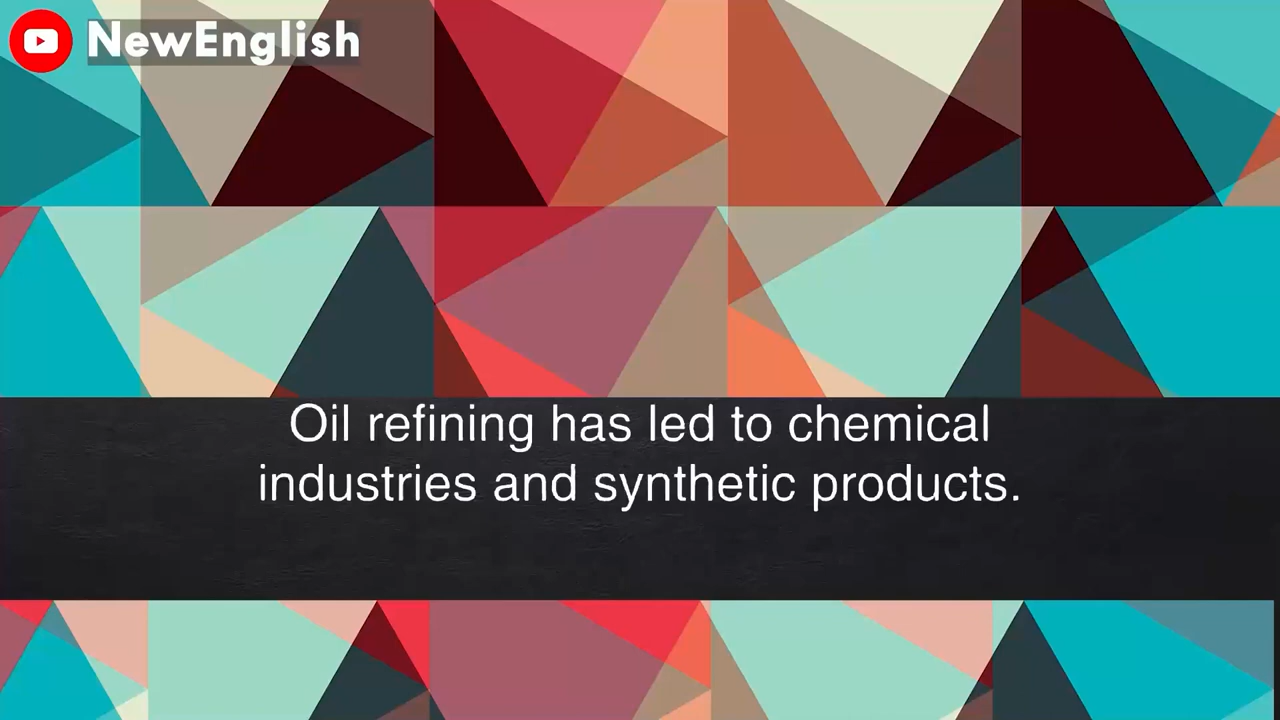 NewEnglish
Oil refining has led to chemical
industries and synthetic products.